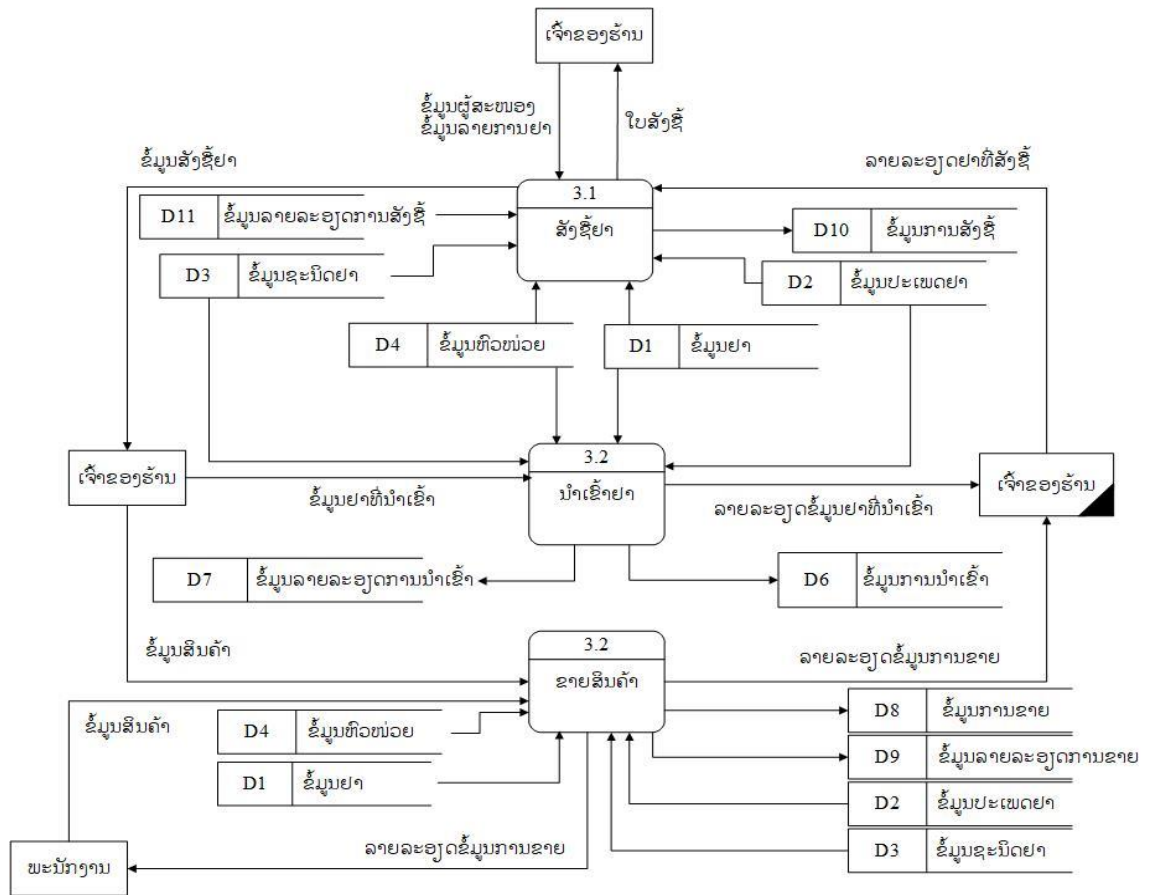 ເຈົ້າຂອງຮ້ານ
ຂໍ້ມູນຜູ້ສະໜອງ
ຂໍ້ມູນລາຍການຢາ
ໃບສັງຊື້
ຂໍ້ມູນສັງຊື້ຢາ
ລາຍລະອຽດຢາທີ່ສັງຊື້
3.1
ສັງຊື້ຢາ
D11 ຂໍ້ມູນລາຍລະອຽດການສັງຊື້
D10 ຂໍ້ມູນການສັງຊື້
D3 ຂໍ້ມູນຊະນິດຢາ
D2 ຂໍ້ມູນປະເພດຢາ
D4 ຂໍ້ມູນຫົວໜ່ວຍ
D1 ຂໍ້ມູນຢາ
ເຈົ້າຂອງຮ້ານ
3.2
ນຳເຂົ້າຢາ
ເຈົ້າຂອງຮ້ານ
ຂໍ້ມູນຢາທີ່ນຳເຂົ້າ
ລາຍລະອຽດຂໍ້ມູນຢາທີ່ນຳເຂົ້າ
D7 ຂໍ້ມູນລາຍລະອຽດການນຳເຂົ້າ
D6 ຂໍ້ມູນການນຳເຂົ້າ
ຂໍ້ມູນສິນຄ້າ
3.2
ຂາຍສິນຄ້າ
ລາຍລະອຽດຂໍ້ມູນການຂາຍ
ຂໍ້ມູນສິນຄ້າ
D4 ຂໍ້ມູນຫົວໜ່ວຍ
D8 ຂໍ້ມູນການຂາຍ
D1 ຂໍ້ມູນຢາ
D9 ຂໍ້ມູນລາຍລະອຽດການຂາຍ
D2 ຂໍ້ມູນປະເພດຢາ
D3 ຂໍ້ມູນຊະນິດຢາ
ລາຍລະອຽດຂໍ້ມູນການຂາຍ
ພະນັກງານ